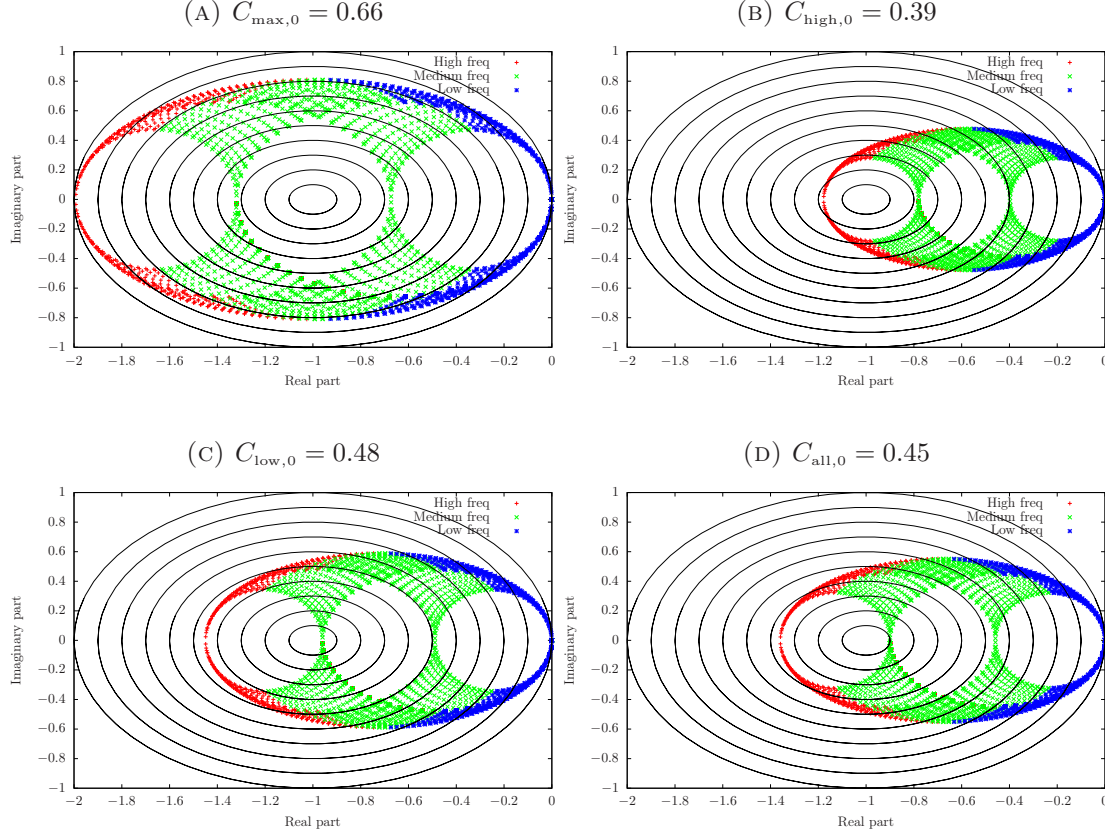 (A) C_max,0 = 0.66
High freq
Medium freq
Low freq
Imaginary part
1
0.8
0.6
0.4
0.2
0
−0.2
−0.4
−0.6
−0.8
−1
−2 −1.8 −1.6 −1.4 −1.2 −1 −0.8 −0.6 −0.4 −0.2 0
Real part
(B) C_high,0 = 0.39
High freq
Medium freq
Low freq
Imaginary part
1
0.8
0.6
0.4
0.2
0
−0.2
−0.4
−0.6
−0.8
−1
−2 −1.8 −1.6 −1.4 −1.2 −1 −0.8 −0.6 −0.4 −0.2 0
Real part
(C) C_low,0 = 0.48
High freq
Medium freq
Low freq
Imaginary part
1
0.8
0.6
0.4
0.2
0
−0.2
−0.4
−0.6
−0.8
−1
−2 −1.8 −1.6 −1.4 −1.2 −1 −0.8 −0.6 −0.4 −0.2 0
Real part
(D) C_all,0 = 0.45
High freq
Medium freq
Low freq
Imaginary part
1
0.8
0.6
0.4
0.2
0
−0.2
−0.4
−0.6
−0.8
−1
−2 −1.8 −1.6 −1.4 −1.2 −1 −0.8 −0.6 −0.4 −0.2 0
Real part